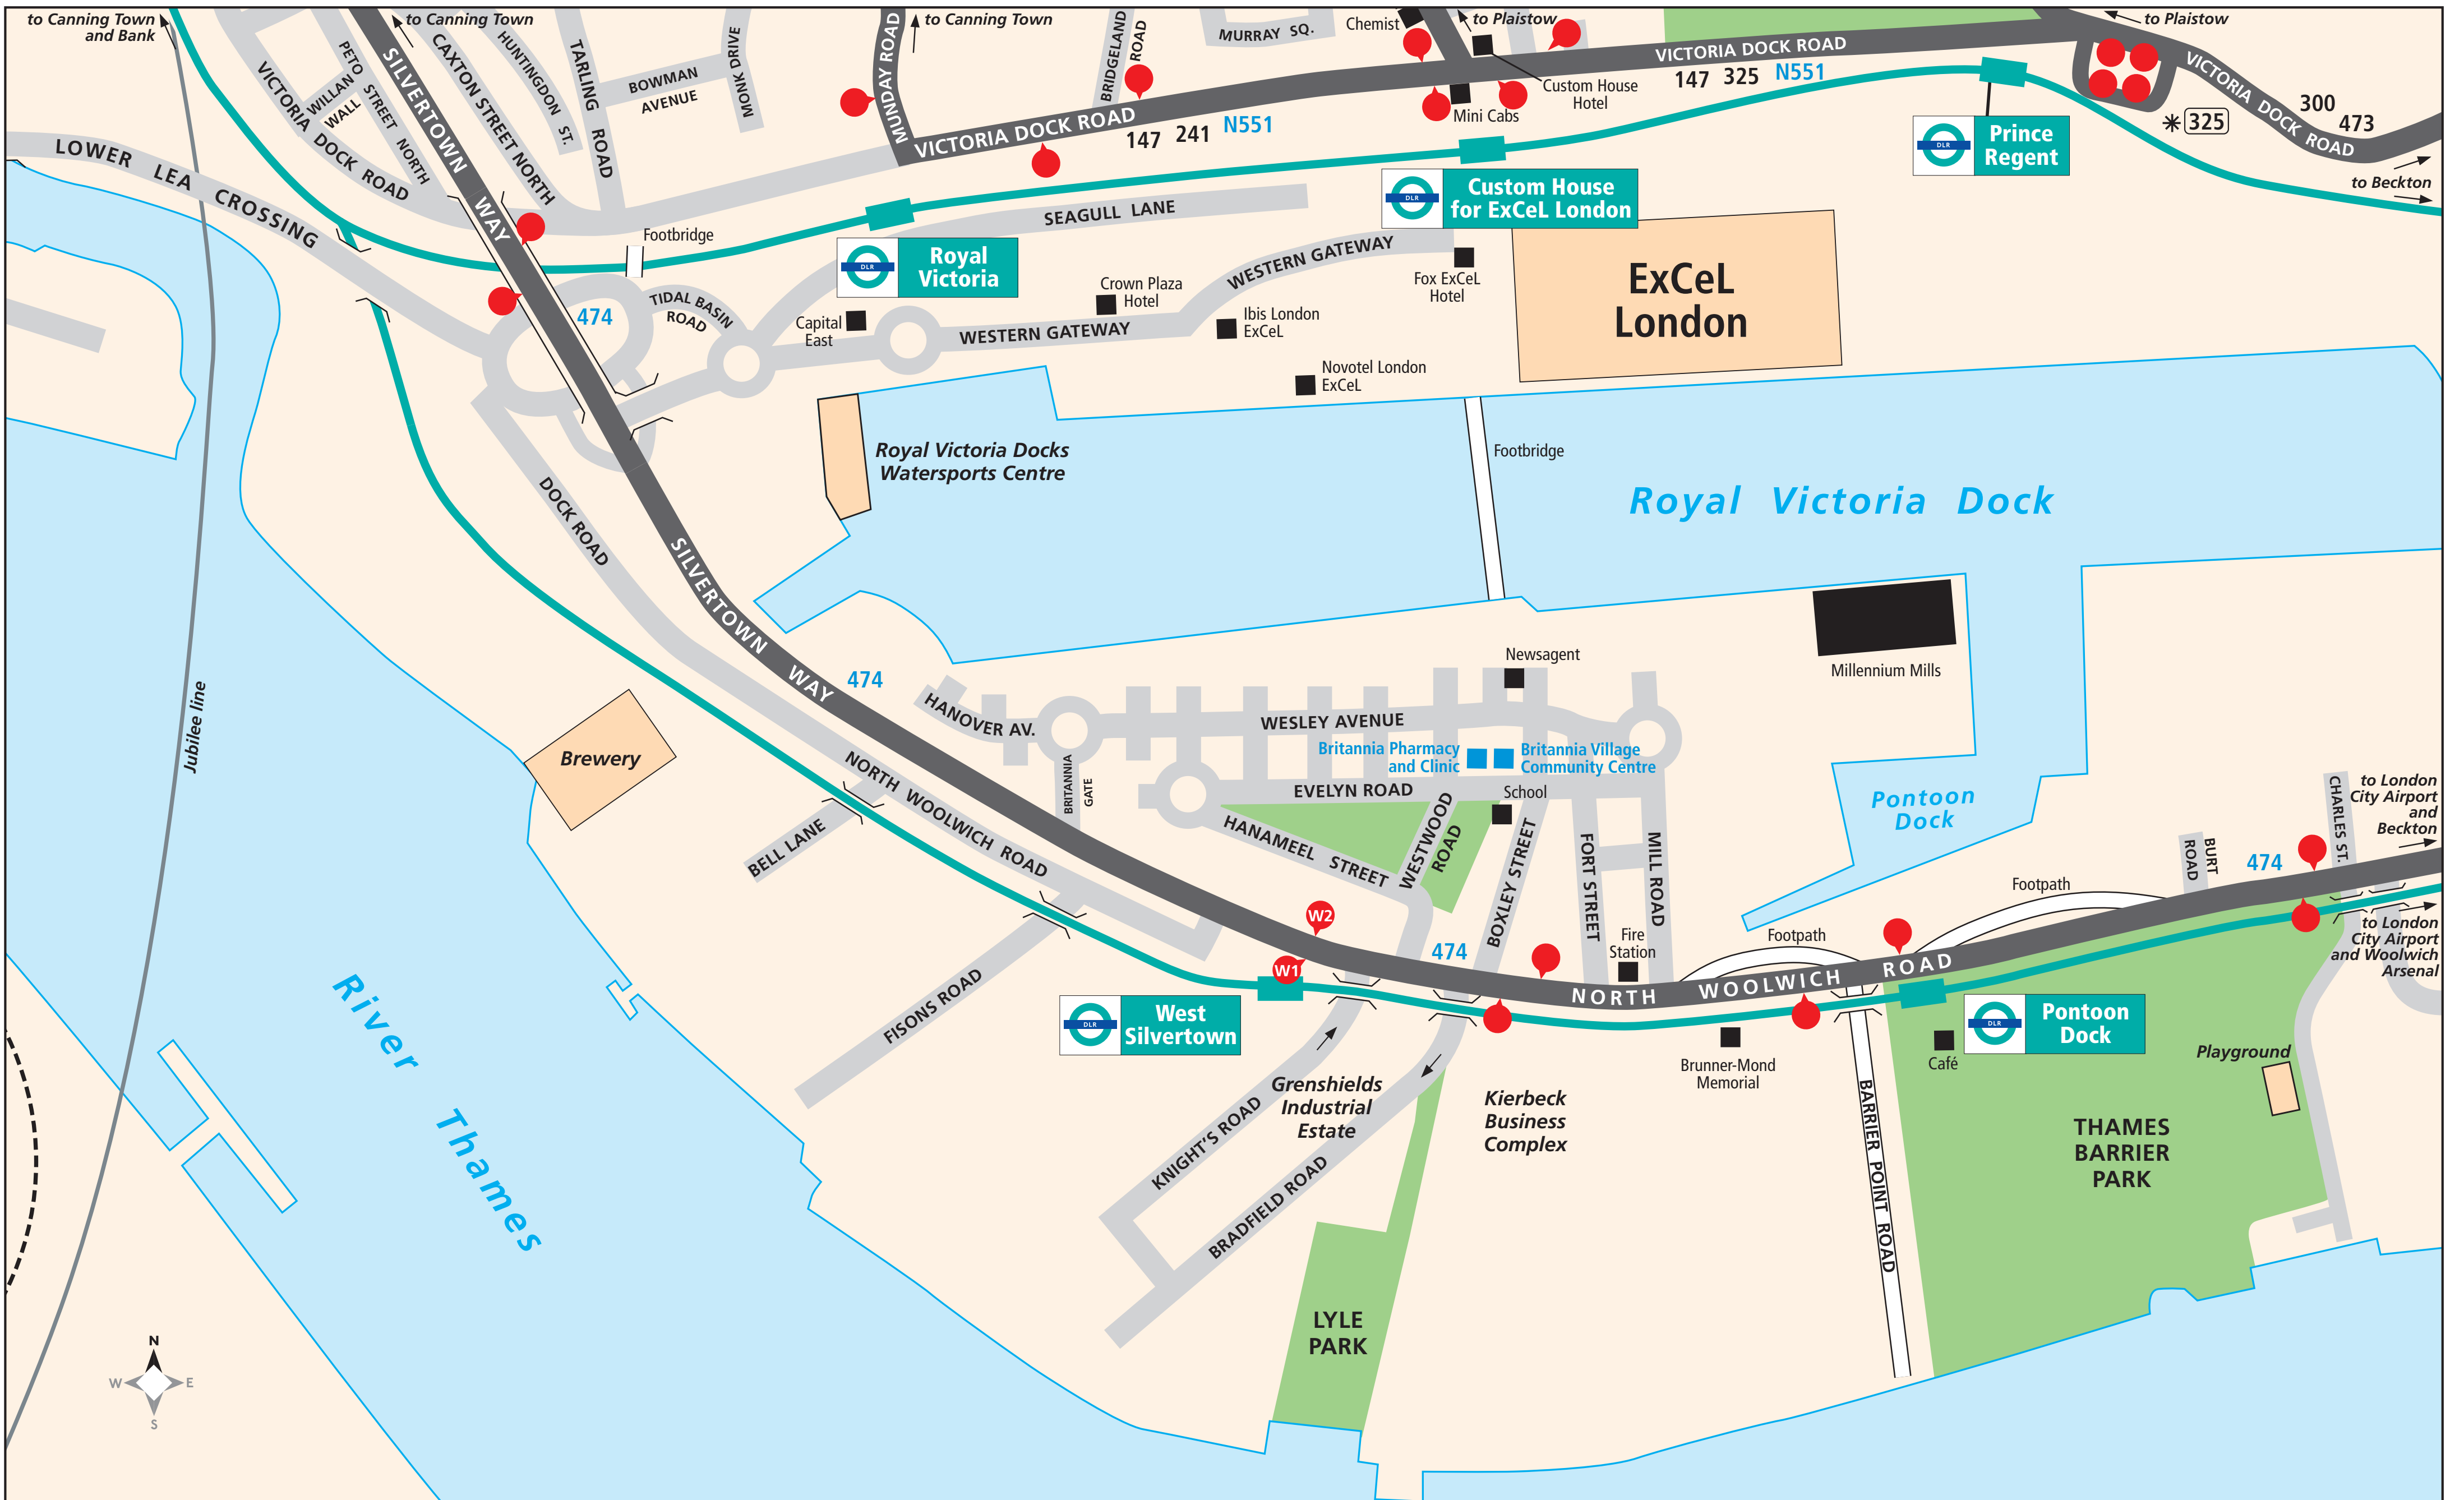 to Canning Town
and Bank
to Canning Town
to Canning Town
to Plaistow
to Plaistow
Chemist
MURRAY SQ.
BRIDGELAND
ROAD
MUNDAY ROAD
MONK DRIVE
BOWMAN
AVENUE
TARLING ROAD
HUNTINGDON ST.
CAXTON STREET NORTH
SILVERTOWN WAY
PETO STREET NORTH
WILLAN
WALL
VICTORIA DOCK ROAD
LOWER LEA CROSSING
VICTORIA DOCK ROAD
147 241 N551
Mini Cabs
Custom House
Hotel
VICTORIA DOCK ROAD
147 325 N551
VICTORIA DOCK ROAD
300
473
325
to Beckton
DLR
Prince
Regent
DLR
Custom House
for ExCeL London
DLR
Royal
Victoria
Footbridge
SEAGULL LANE
WESTERN GATEWAY
Fox ExCeL
Hotel
ExCeL
London
Crown Plaza
Hotel
TIDAL BASIN
ROAD
474
Capital
East
WESTERN GATEWAY
Ibis London
ExCeL
Novotel London
ExCeL
Royal Victoria Docks
Watersports Centre
Footbridge
Royal Victoria Dock
DOCK ROAD
SILVERTOWN WAY
474
Jubilee line
Brewery
HANOVER AV.
WESLEY AVENUE
Newsagent
Millennium Mills
Britannia Pharmacy
and Clinic
Britannia Village
Community Centre
BRITANNIA
GATE
EVELYN ROAD
School
Pontoon
Dock
NORTH WOOLWICH ROAD
BELL LANE
HANAMEEL STREET
WESTWOOD
ROAD
BOXLEY STREET
FORT STREET
MILL ROAD
CHARLES ST.
BURT
ROAD
to London
City Airport
and
Beckton
474
Footpath
Footpath
Fire
Station
W2
W1
474
NORTH WOOLWICH ROAD
to London
City Airport
and Woolwich
Arsenal
FISONS ROAD
DLR
West
Silvertown
DLR
Pontoon
Dock
Café
Brunner-Mond
Memorial
Playground
River Thames
Grenshields
Industrial
Estate
Kierbeck
Business
Complex
KNIGHT'S ROAD
BRADFIELD ROAD
BARRIER POINT ROAD
THAMES
BARRIER
PARK
LYLE
PARK
N
W
E
S